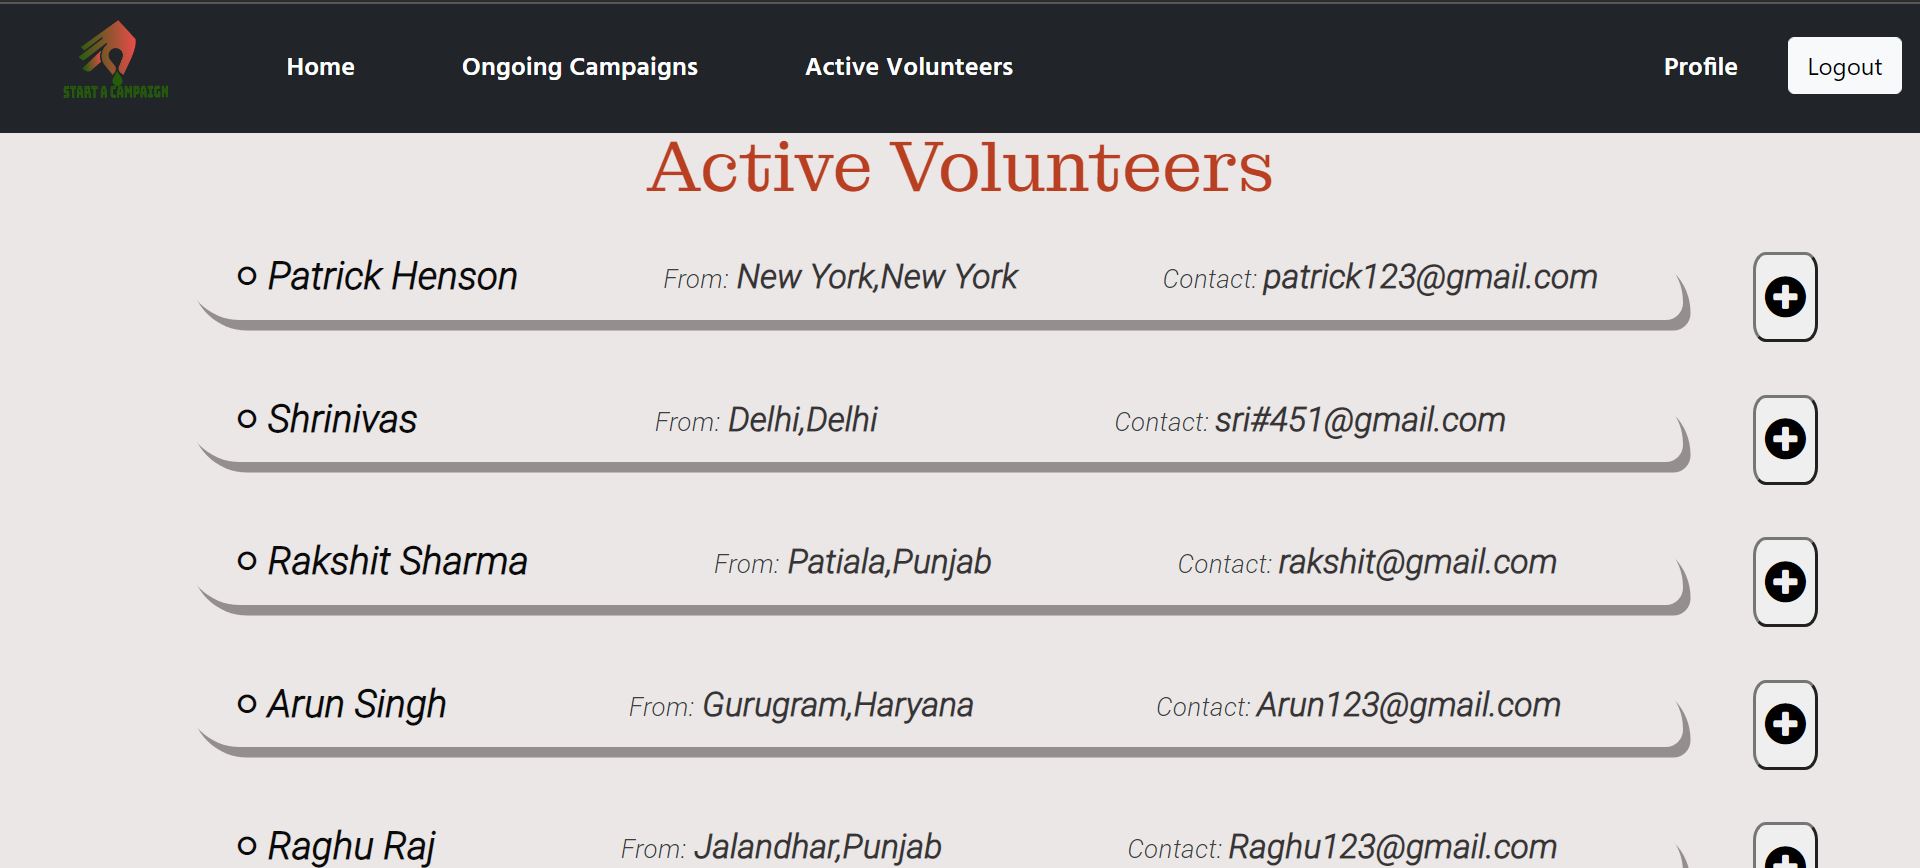 START A CAMPAIGN
Home Ongoing Campaigns Active Volunteers Profile Logout
Active Volunteers
Patrick Henson From: New York,New York Contact: patrick123@gmail.com
Shrinivas From: Delhi,Delhi Contact: sri#451@gmail.com
Rakshit Sharma From: Patiala,Punjab Contact: rakshit@gmail.com
Arun Singh From: Gurugram,Haryana Contact: Arun123@gmail.com
Raghu Raj From: Jalandhar,Punjab Contact: Raghu123@gmail.com